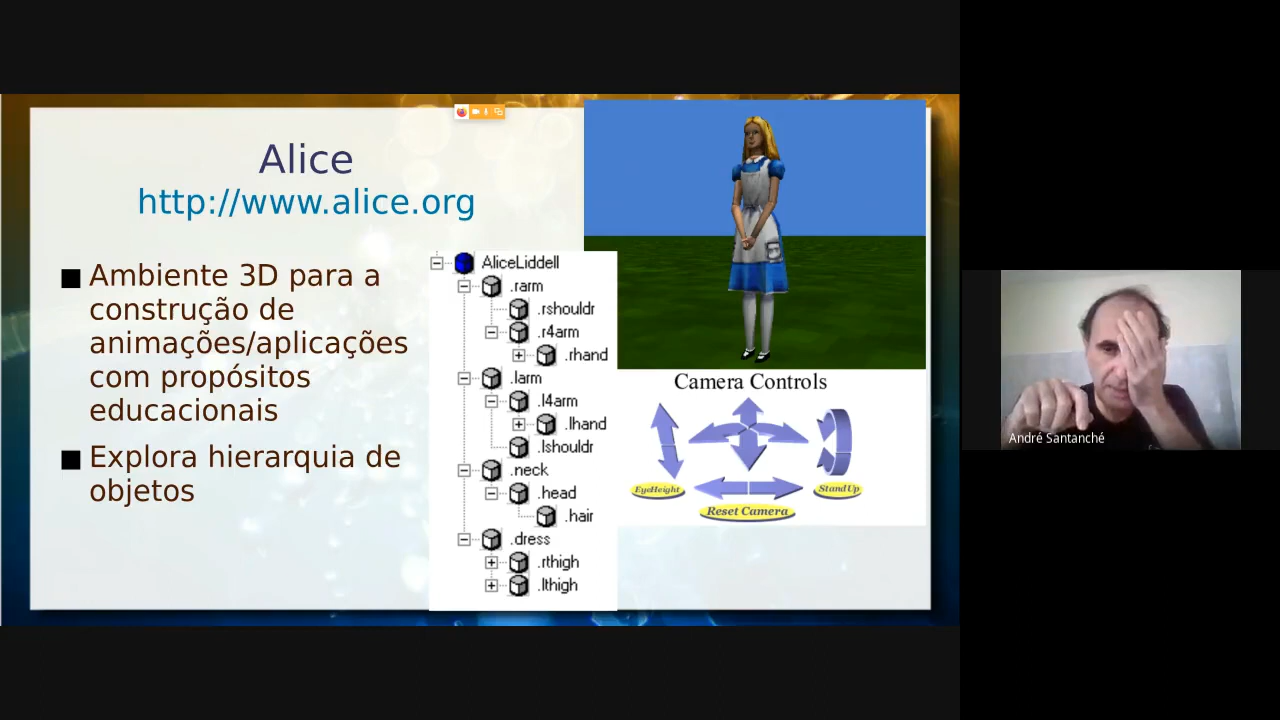 Alice
http://www.alice.org
■ Ambiente 3D para a
construção de
animações/aplicações
com propósitos
educacionais
■ Explora hierarquia de
objetos
AliceLiddell
.rarm
.rshouldr
.r4arm
.rhand
.larm
.l4arm
.lhand
.lshouldr
.neck
.head
.hair
.dress
.rthigh
.lthigh
Camera Controls
EyeHeight
StandUp
Reset Camera
André Santanchè